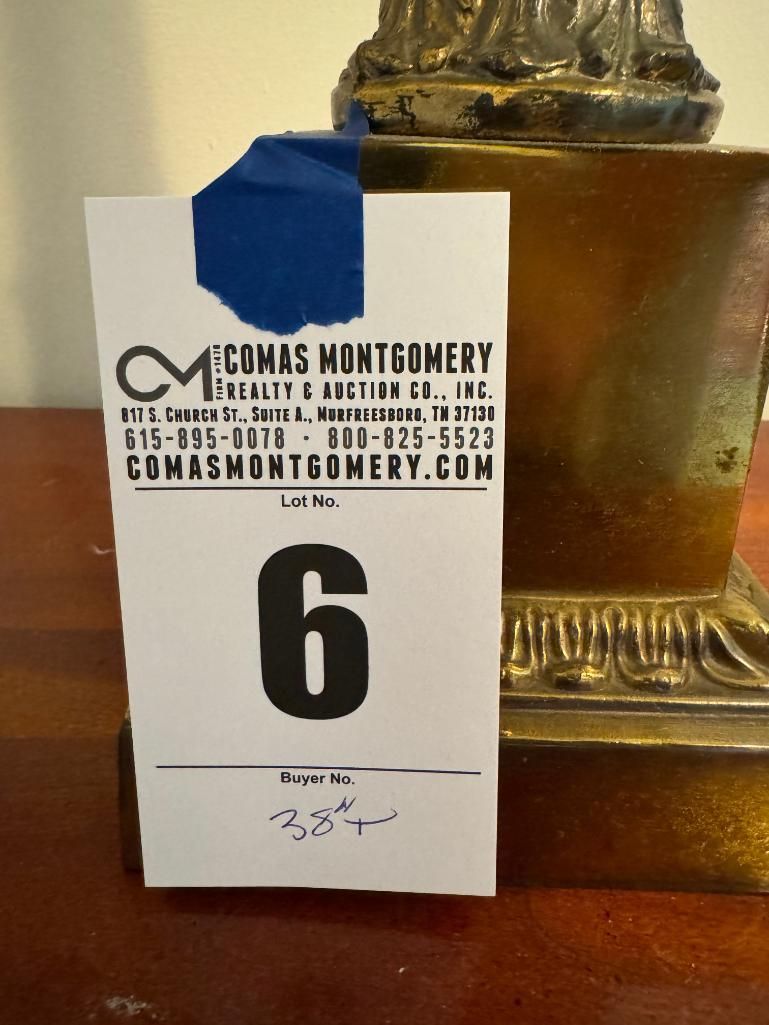 CM FIRM #1478 COMAS MONTGOMERY
REALTY & AUCTION CO., INC.
817 S. CHURCH ST., SUITE A., MURFREESBORO, TN 37130
615-895-0078 · 800-825-5523
COMASMONTGOMERY.COM
Lot No.
6
Buyer No.
38"